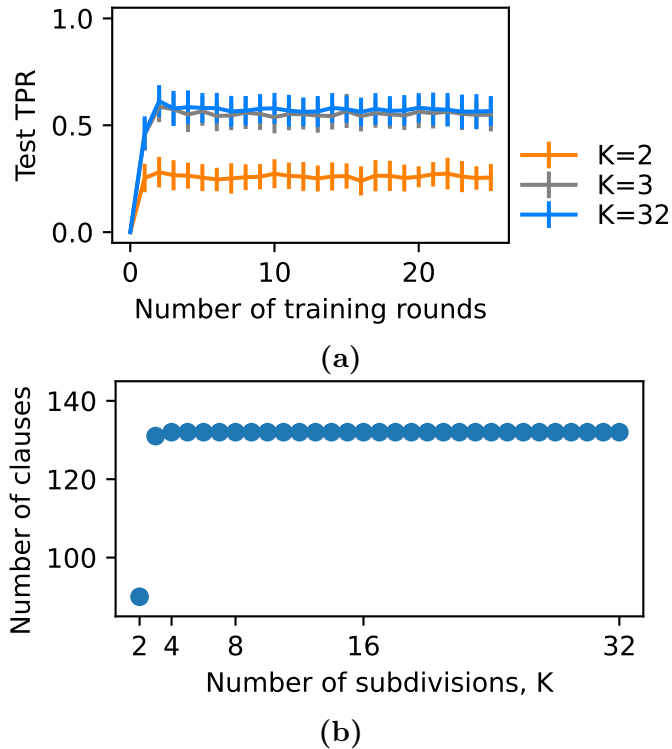 1.0
0.5
0.0
Test TPR
0
10
20
Number of training rounds
K=2
K=3
K=32
(a)
140
120
100
Number of clauses
2
4
8
16
32
Number of subdivisions, K
(b)